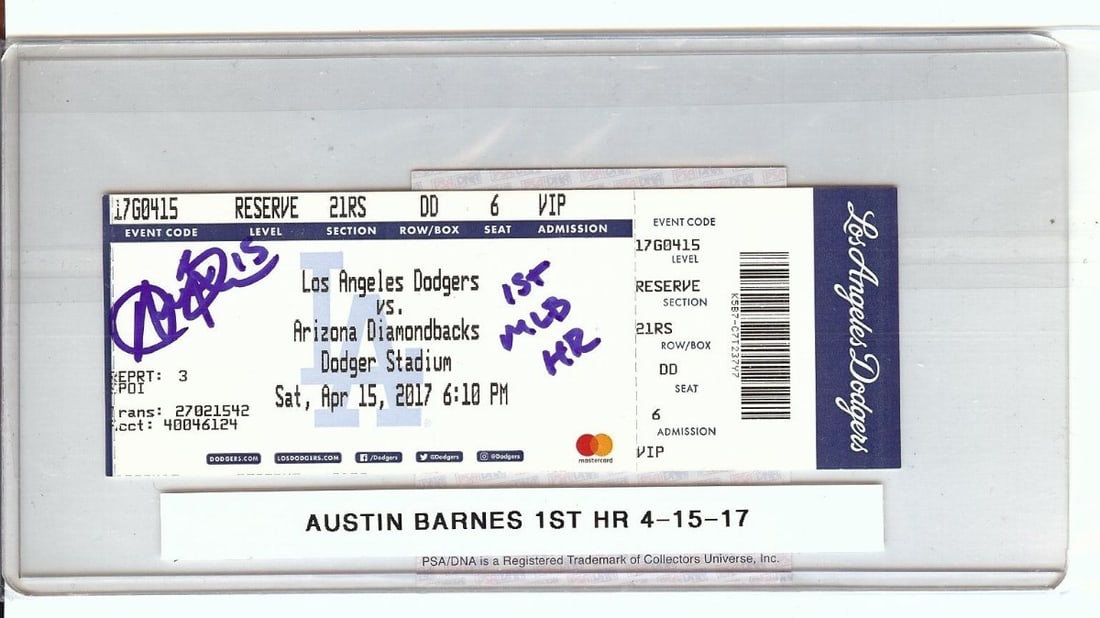 17G0415 RESERVE 21RS DD 6 VIP
EVENT CODE LEVEL SECTION ROW/BOX SEAT ADMISSION
15
Los Angeles Dodgers
vs.
Arizona Diamondbacks
Dodger Stadium
Sat, Apr 15, 2017 6:10 PM
1ST
MLB
HR
EPRT: 3
PDI
rans: 27021542
cct: 40046124
DODGERS.COM LOSDODGERS.COM /Dodgers @Dodgers @Dodgers
mastercard
EVENT CODE
17G0415
LEVEL
RESERVE
SECTION
21RS
ROW/BOX
DD
SEAT
6
ADMISSION
VIP
Los Angeles Dodgers
AUSTIN BARNES 1ST HR 4-15-17
PSA/DNA is a Registered Trademark of Collectors Universe, Inc.